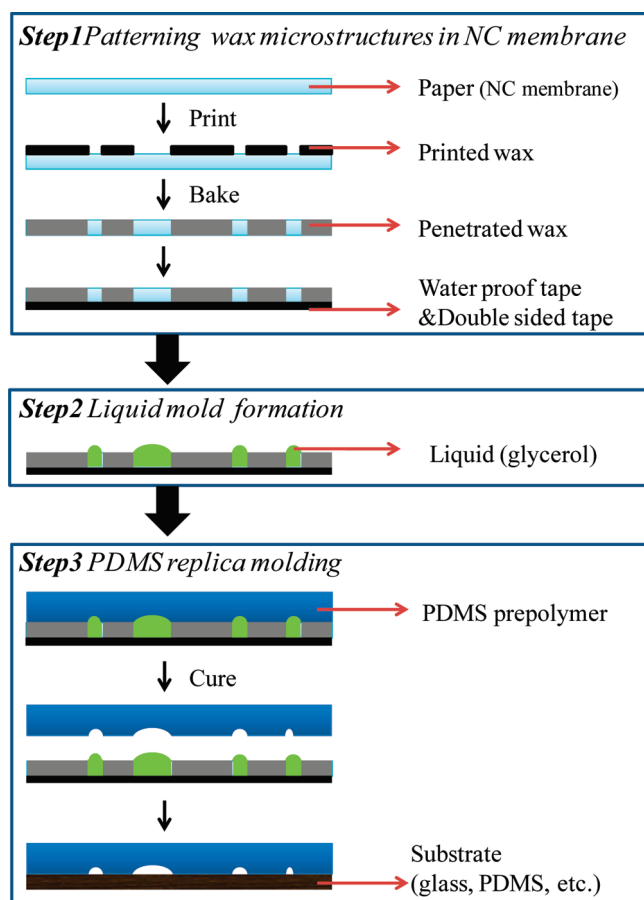 Step1 Patterning wax microstructures in NC membrane
Paper (NC membrane)
Print
Printed wax
Bake
Penetrated wax
Water proof tape
&Double sided tape
Step2 Liquid mold formation
Liquid (glycerol)
Step3 PDMS replica molding
PDMS prepolymer
Cure
Substrate
(glass, PDMS, etc.)